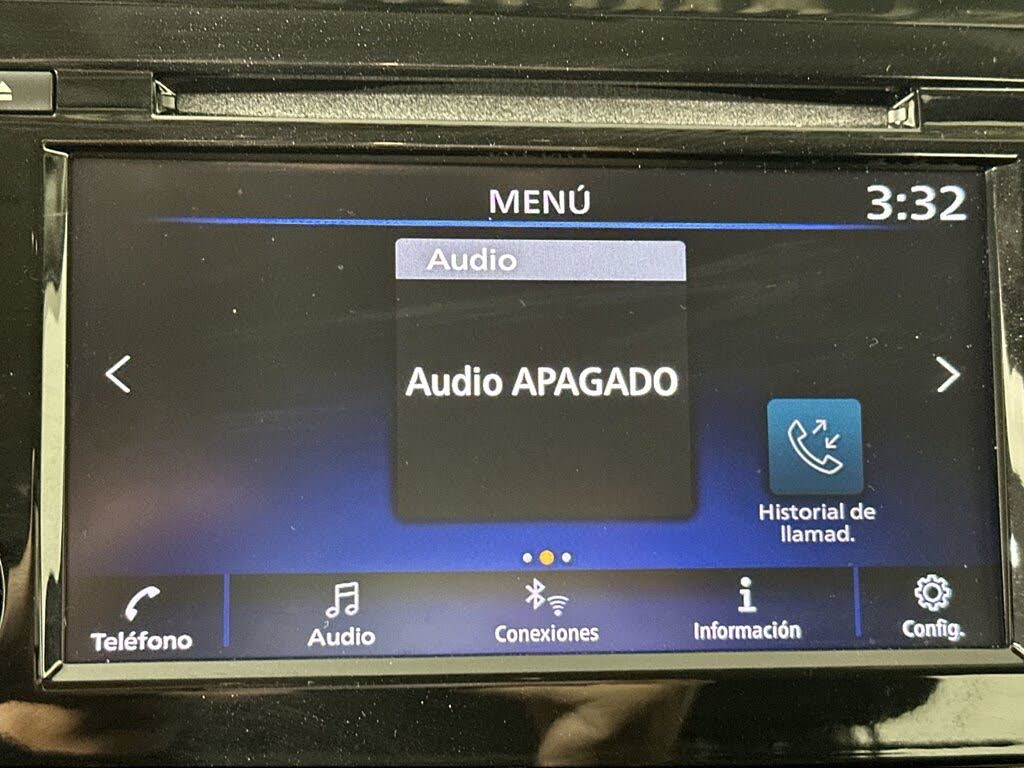 MENÚ
3:32
Audio
Audio APAGADO
Historial de
llamad.
Teléfono
Audio
Conexiones
Información
Config.